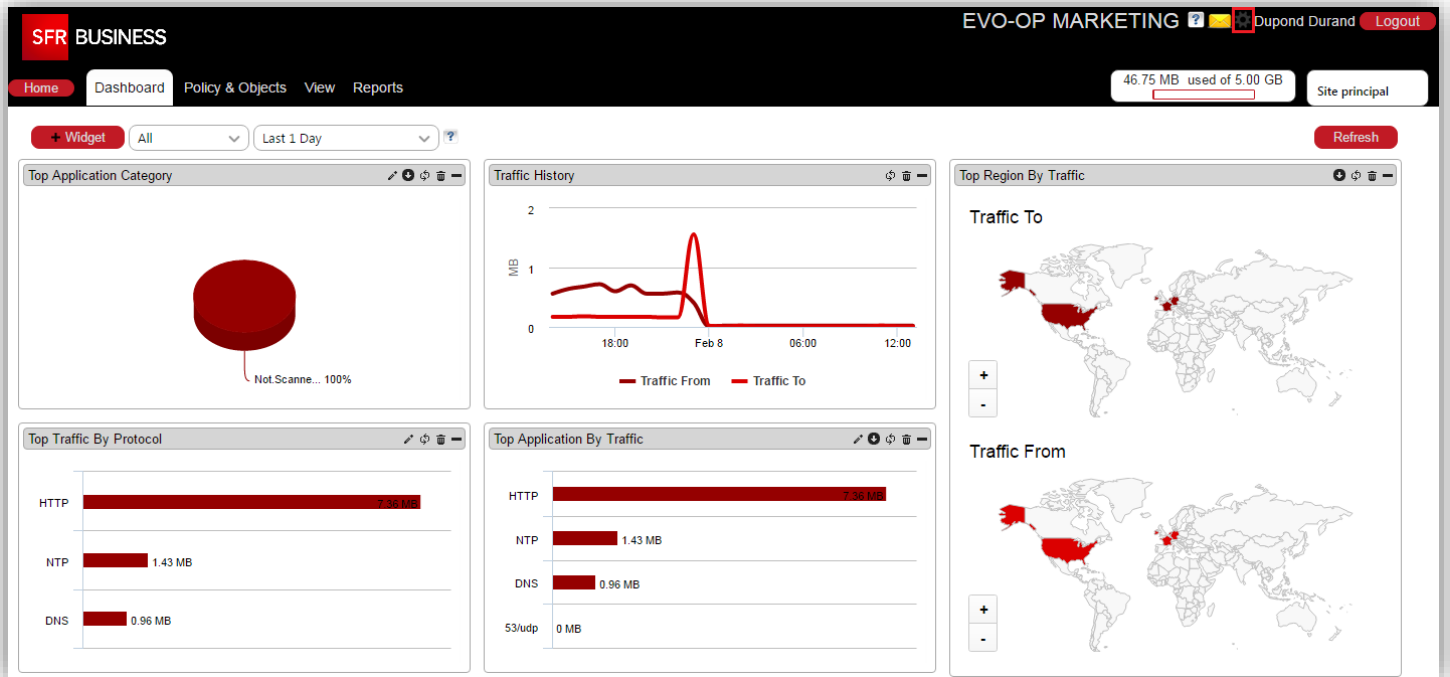 SFR BUSINESS
EVO-OP MARKETING ? Dupond Durand Logout
Home Dashboard Policy & Objects View Reports
46.75 MB used of 5.00 GB
Site principal
+ Widget All Last 1 Day ? Refresh
Top Application Category
Not.Scanne... 100%
Traffic History
2
MB
1
0
18:00 Feb 8 06:00 12:00
Traffic From Traffic To
Top Region By Traffic
Traffic To
+
-
Traffic From
+
-
Top Traffic By Protocol
HTTP 7.36 MB
NTP 1.43 MB
DNS 0.96 MB
Top Application By Traffic
HTTP 7.36 MB
NTP 1.43 MB
DNS 0.96 MB
53/udp 0 MB